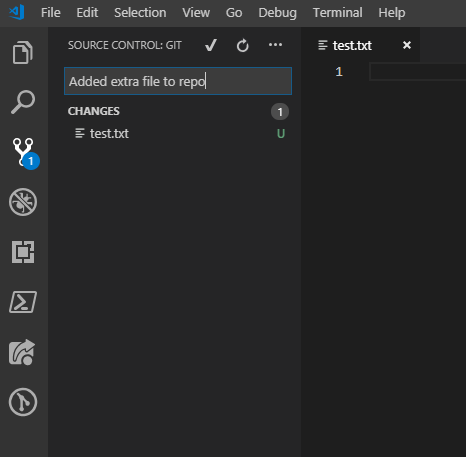 File Edit Selection View Go Debug Terminal Help
SOURCE CONTROL: GIT
Added extra file to repo
CHANGES 1
test.txt U
1
test.txt
1